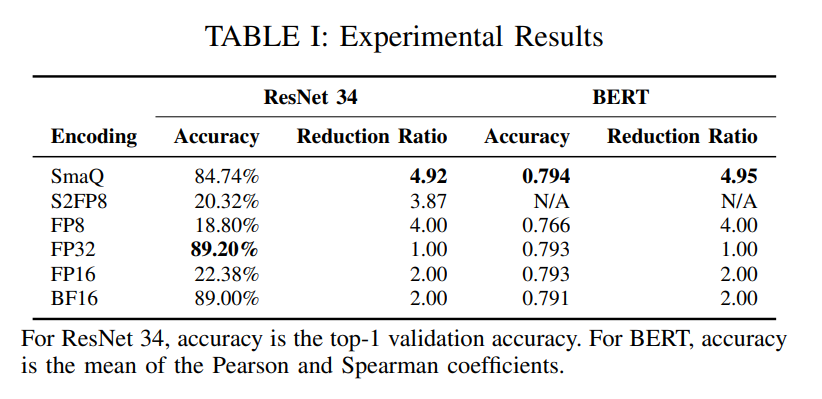 TABLE I: Experimental Results
ResNet 34 BERT
Encoding Accuracy Reduction Ratio Accuracy Reduction Ratio
SmaQ 84.74% 4.92 0.794 4.95
S2FP8 20.32% 3.87 N/A N/A
FP8 18.80% 4.00 0.766 4.00
FP32 89.20% 1.00 0.793 1.00
FP16 22.38% 2.00 0.793 2.00
BF16 89.00% 2.00 0.791 2.00
For ResNet 34, accuracy is the top-1 validation accuracy. For BERT, accuracy
is the mean of the Pearson and Spearman coefficients.